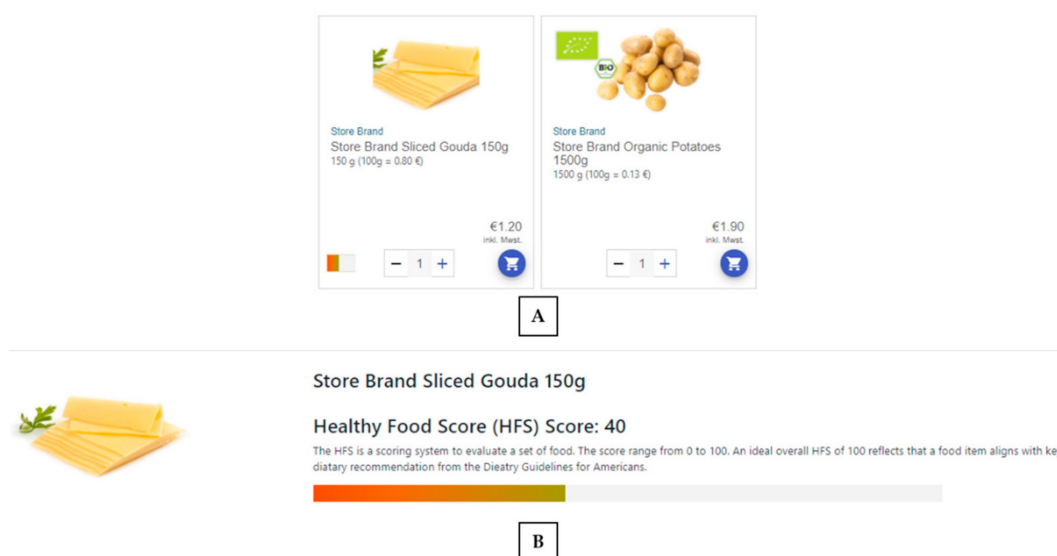 BIO
Store Brand
Store Brand Sliced Gouda 150g
150 g (100g = 0.80 €)
€1.20
inkl. Mwst.
− 1 +
Store Brand
Store Brand Organic Potatoes
1500g
1500 g (100g = 0.13 €)
€1.90
inkl. Mwst.
− 1 +
A
Store Brand Sliced Gouda 150g
Healthy Food Score (HFS) Score: 40
The HFS is a scoring system to evaluate a set of food. The score range from 0 to 100. An ideal overall HFS of 100 reflects that a food item aligns with ke
diatary recommendation from the Dieatry Guidelines for Americans.
B